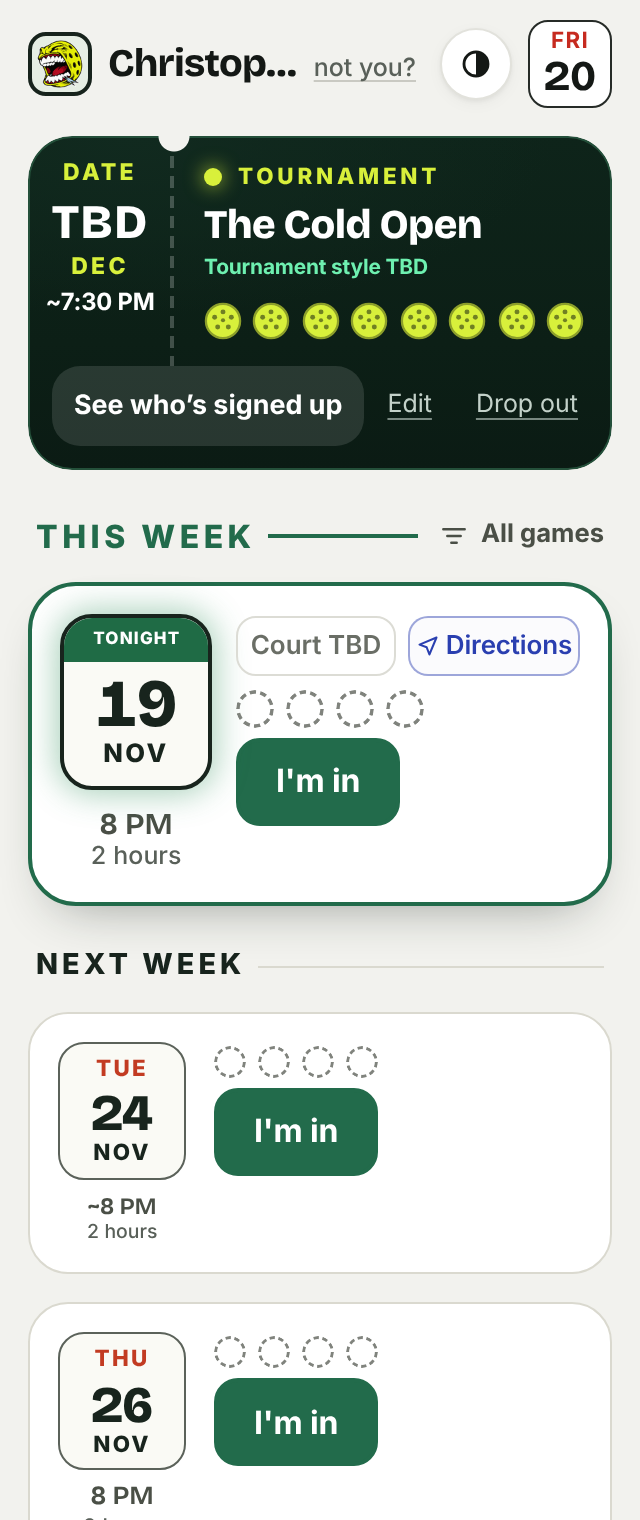 Christop... not you? FRI 20
DATE
TBD
DEC
~7:30 PM
TOURNAMENT
The Cold Open
Tournament style TBD
See who’s signed up Edit Drop out
THIS WEEK All games
TONIGHT
19
NOV
8 PM
2 hours
Court TBD Directions
I'm in
NEXT WEEK
TUE
24
NOV
~8 PM
2 hours
I'm in
THU
26
NOV
8 PM
I'm in